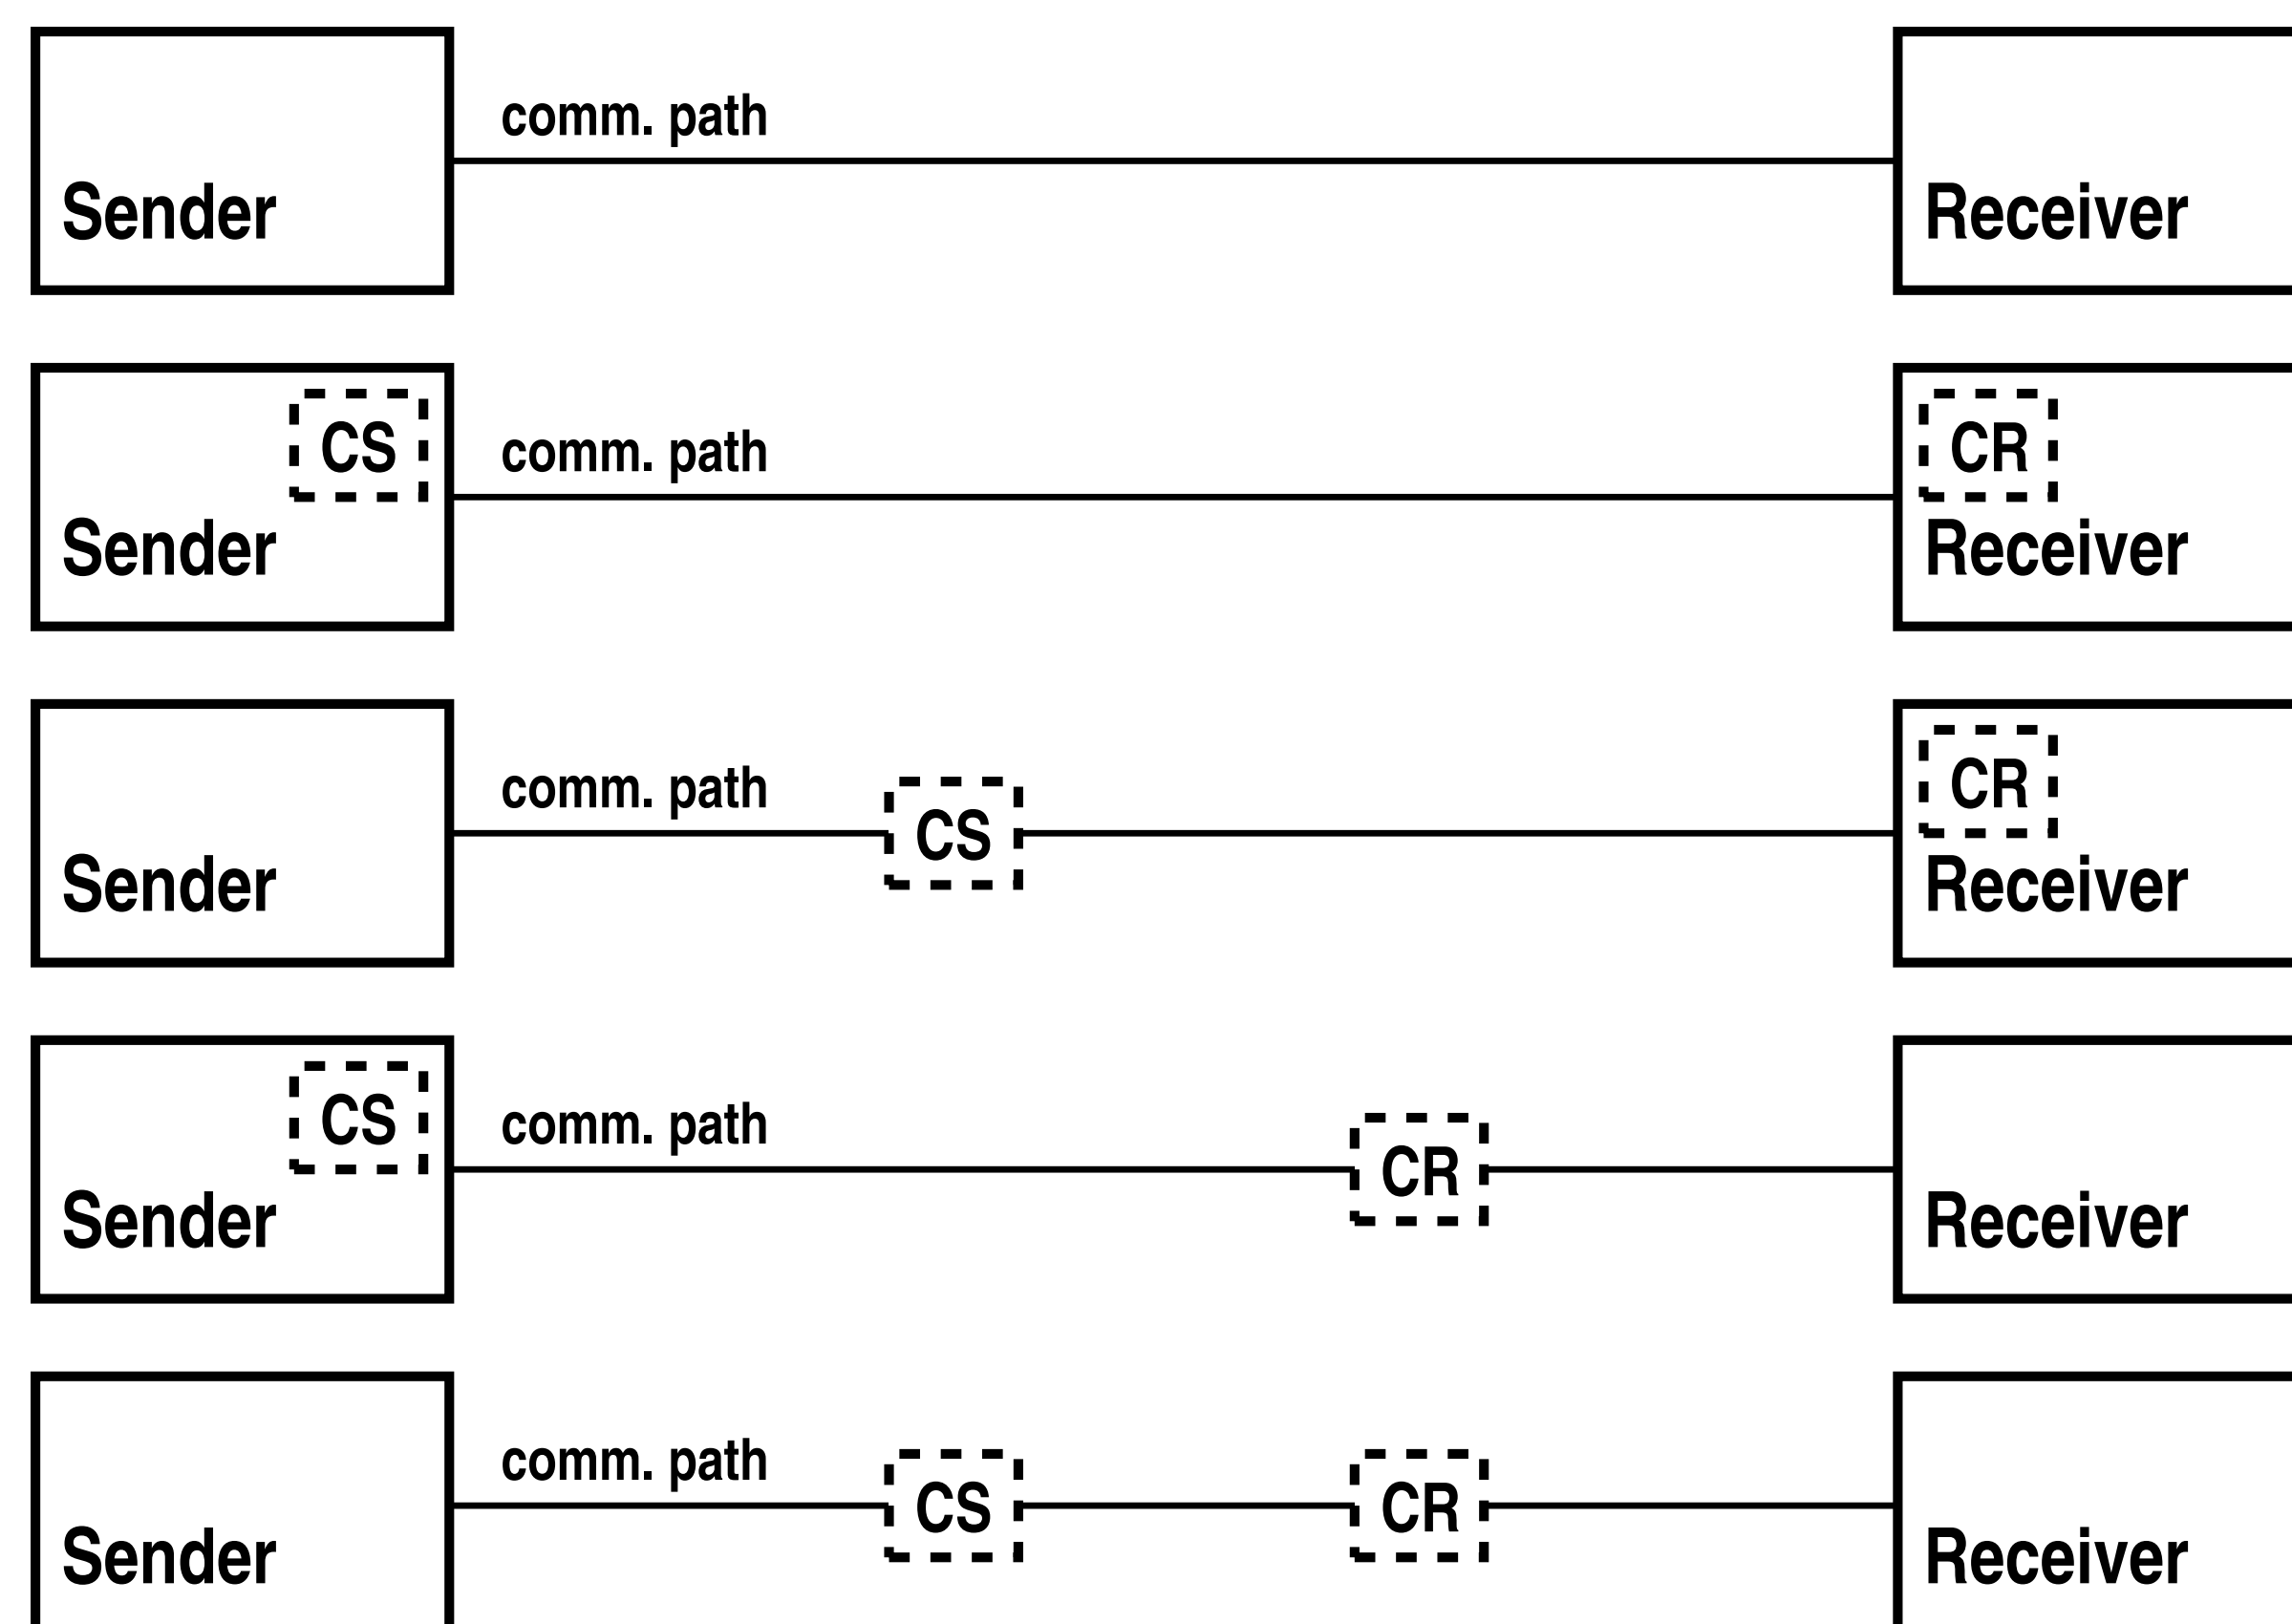 comm. path
Sender Receiver
CS comm. path CR
Sender Receiver
comm. path CR
CS
Sender Receiver
CS comm. path
CR
Sender Receiver
comm. path
CS CR
Sender Receiver